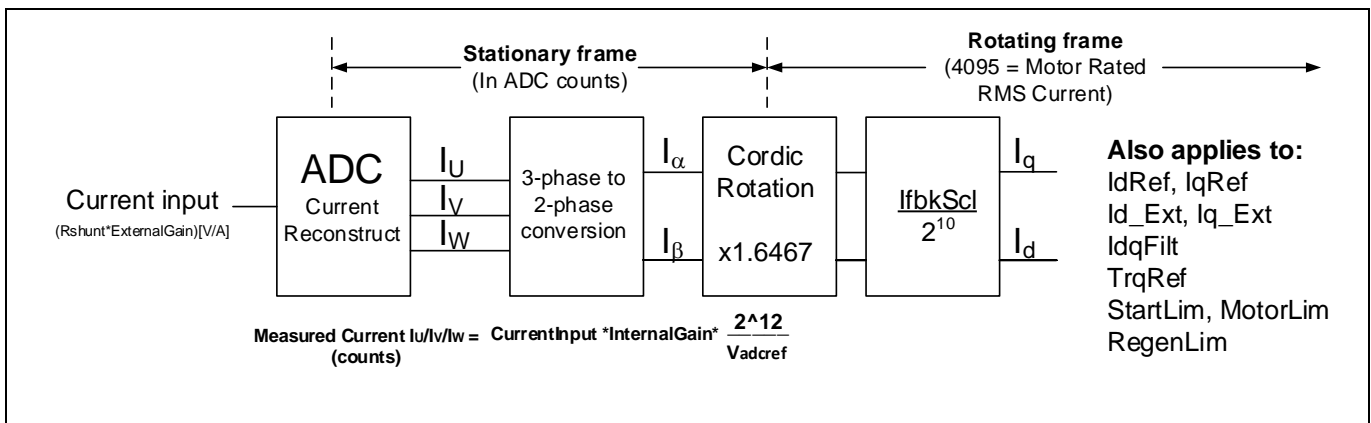 Stationary frame
(In ADC counts)
Rotating frame
(4095 = Motor Rated
RMS Current)
Current input
(Rshunt*ExternalGain)[V/A]
ADC
Current
Reconstruct
IU
IV
IW
3-phase to
2-phase
conversion
Iα
Iβ
Cordic
Rotation
x1.6467
IfbkScl
2^10
Iq
Id
Also applies to:
IdRef, IqRef
Id_Ext, Iq_Ext
IdqFilt
TrqRef
StartLim, MotorLim
RegenLim
Measured Current IU/IV/IW = CurrentInput *InternalGain* 2^12
(counts)
Vadcref